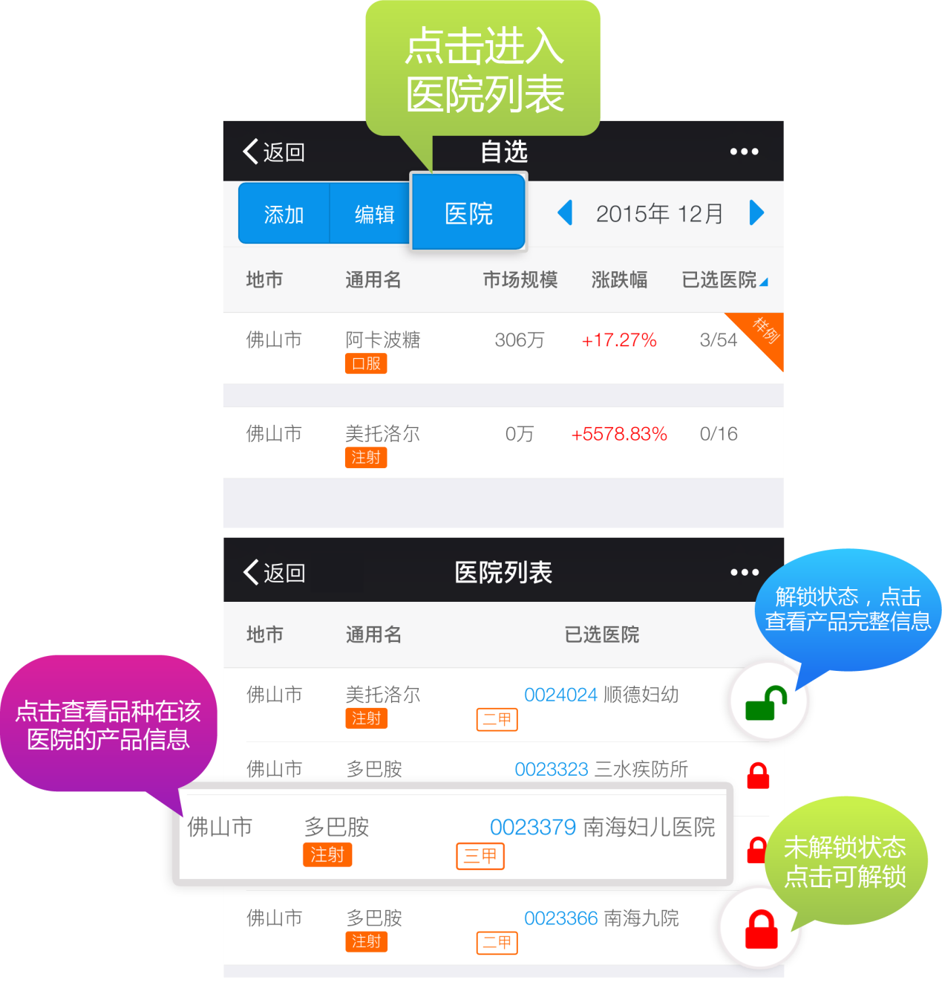 点击进入
医院列表
返回 自选
添加 编辑 医院 2015年 12月
地市 通用名 市场规模 涨跌幅 已选医院
佛山市 阿卡波糖 306万 +17.27% 3/54 样例
口服
佛山市 美托洛尔 0万 +5578.83% 0/16
注射
返回 医院列表
解锁状态，点击
查看产品完整信息
地市 通用名 已选医院
佛山市 美托洛尔 0024024 顺德妇幼
注射 二甲
点击查看品种在该
医院的产品信息
佛山市 多巴胺 0023323 三水疾防所
佛山市 多巴胺 0023379 南海妇儿医院
注射 三甲
未解锁状态
点击可解锁
佛山市 多巴胺 0023366 南海九院
注射 二甲